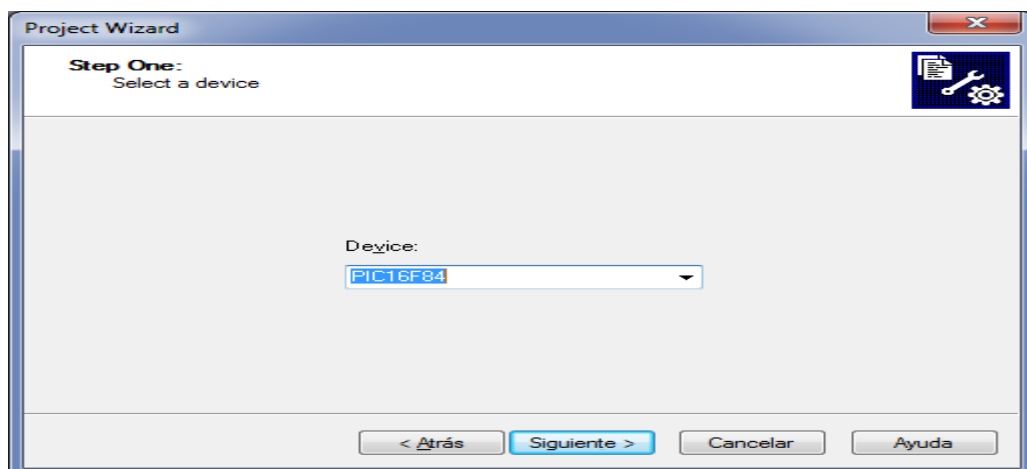 Project Wizard
Step One:
Select a device
Device:
PIC16F84
< Atrás
Siguiente >
Cancelar
Ayuda